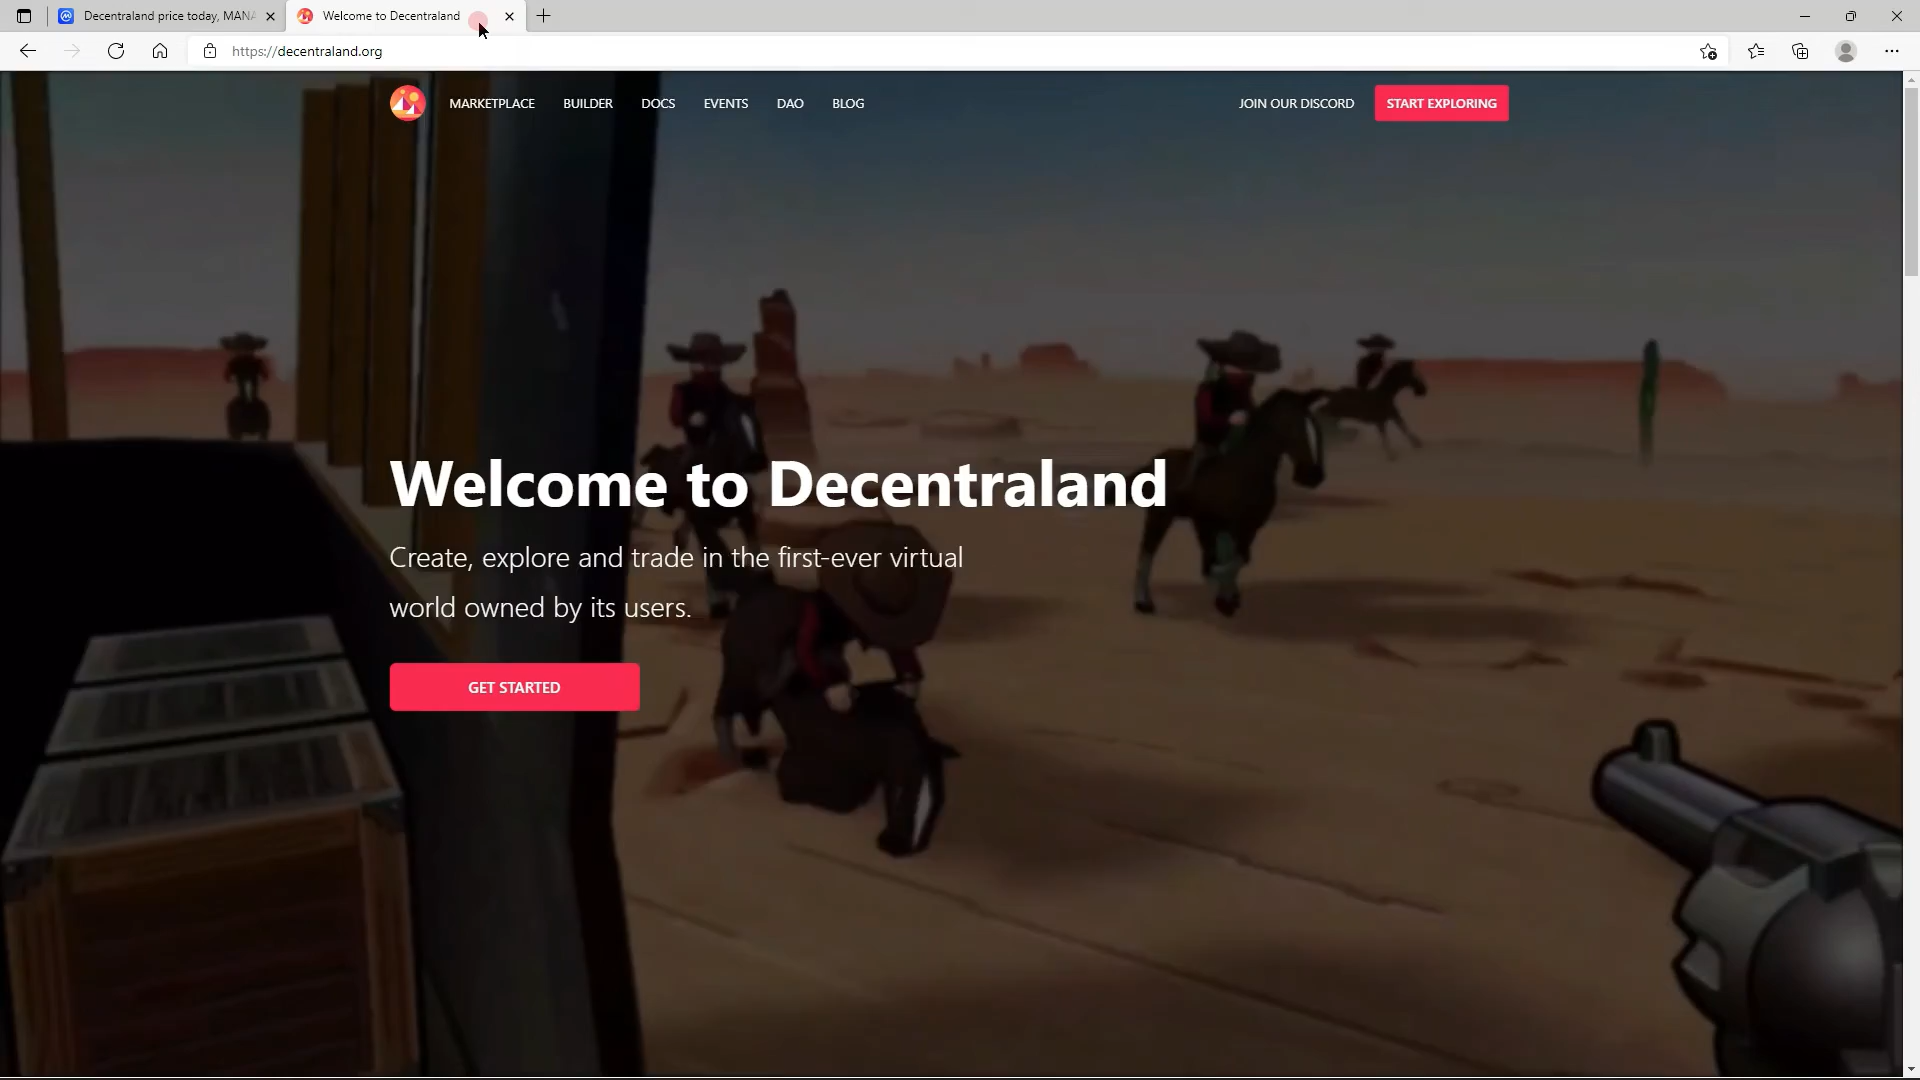 Decentraland price today, MANA
Welcome to Decentraland
https://decentraland.org
MARKETPLACE
BUILDER
DOCS
EVENTS
DAO
BLOG
JOIN OUR DISCORD
START EXPLORING
Welcome to Decentraland
Create, explore and trade in the first-ever virtual
world owned by its users.
GET STARTED